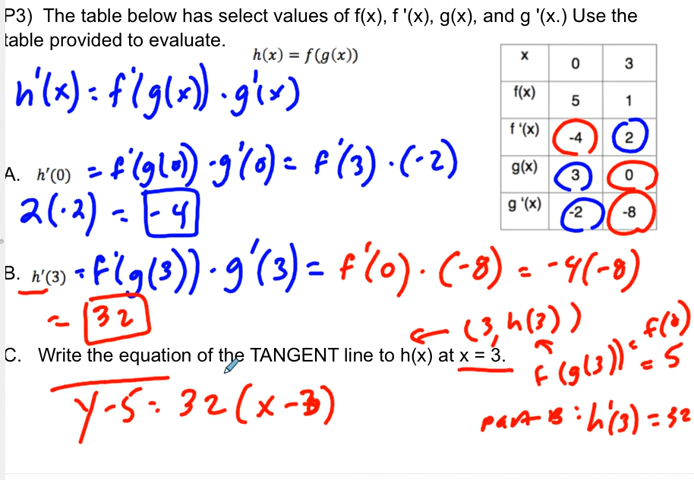 P3) The table below has select values of f(x), f '(x), g(x), and g '(x.) Use the
table provided to evaluate.
h(x) = f(g(x))
h'(x) = f'(g(x)) · g'(x)
x 0 3
f(x) 5 1
f '(x) -4 2
g(x) 3 0
g '(x) -2 -8
A. h'(0) = f'(g(0)) · g'(0) = f'(3) · (-2)
2(-2) = -4
B. h'(3) = f'(g(3)) · g'(3) = f'(0) · (-8) = -4(-8)
= 32
← (3, h(3))
C. Write the equation of the TANGENT line to h(x) at x = 3.
f(g(3)) = f(0)
= 5
y-5 = 32(x-3)
Part B: h'(3) = 32